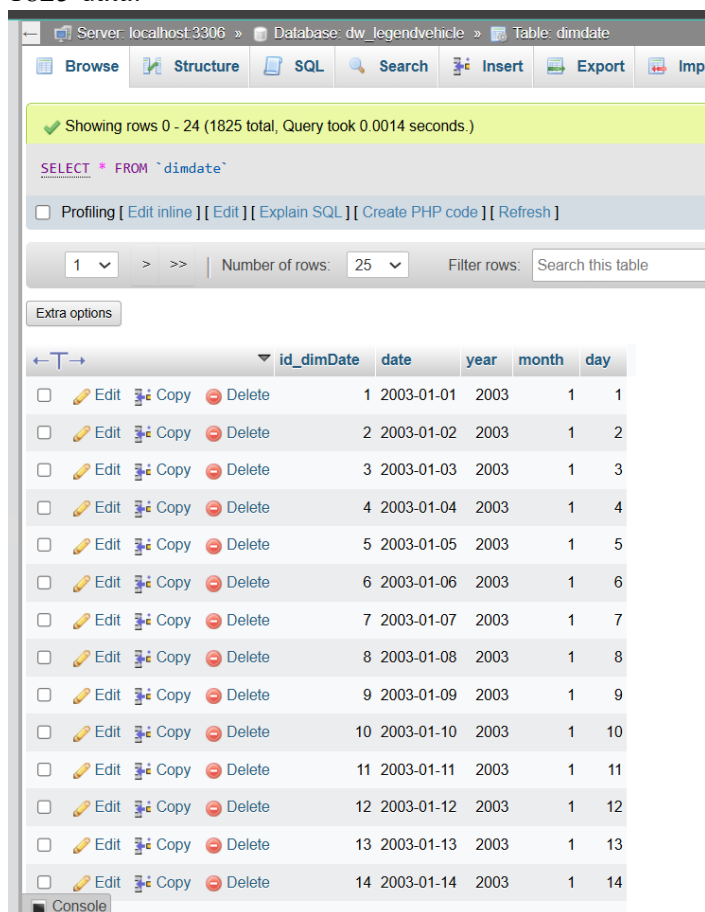 1825 data.
Server: localhost:3306 » Database: dw_legendvehicle » Table: dimdate
Browse Structure SQL Search Insert Export Imp
Showing rows 0 - 24 (1825 total, Query took 0.0014 seconds.)
SELECT * FROM `dimdate`
Profiling [ Edit inline ] [ Edit ] [ Explain SQL ] [ Create PHP code ] [ Refresh ]
1 > >> | Number of rows: 25 Filter rows: Search this table
Extra options
←T→ id_dimDate date year month day
Edit Copy Delete 1 2003-01-01 2003 1 1
Edit Copy Delete 2 2003-01-02 2003 1 2
Edit Copy Delete 3 2003-01-03 2003 1 3
Edit Copy Delete 4 2003-01-04 2003 1 4
Edit Copy Delete 5 2003-01-05 2003 1 5
Edit Copy Delete 6 2003-01-06 2003 1 6
Edit Copy Delete 7 2003-01-07 2003 1 7
Edit Copy Delete 8 2003-01-08 2003 1 8
Edit Copy Delete 9 2003-01-09 2003 1 9
Edit Copy Delete 10 2003-01-10 2003 1 10
Edit Copy Delete 11 2003-01-11 2003 1 11
Edit Copy Delete 12 2003-01-12 2003 1 12
Edit Copy Delete 13 2003-01-13 2003 1 13
Edit Copy Delete 14 2003-01-14 2003 1 14
Console